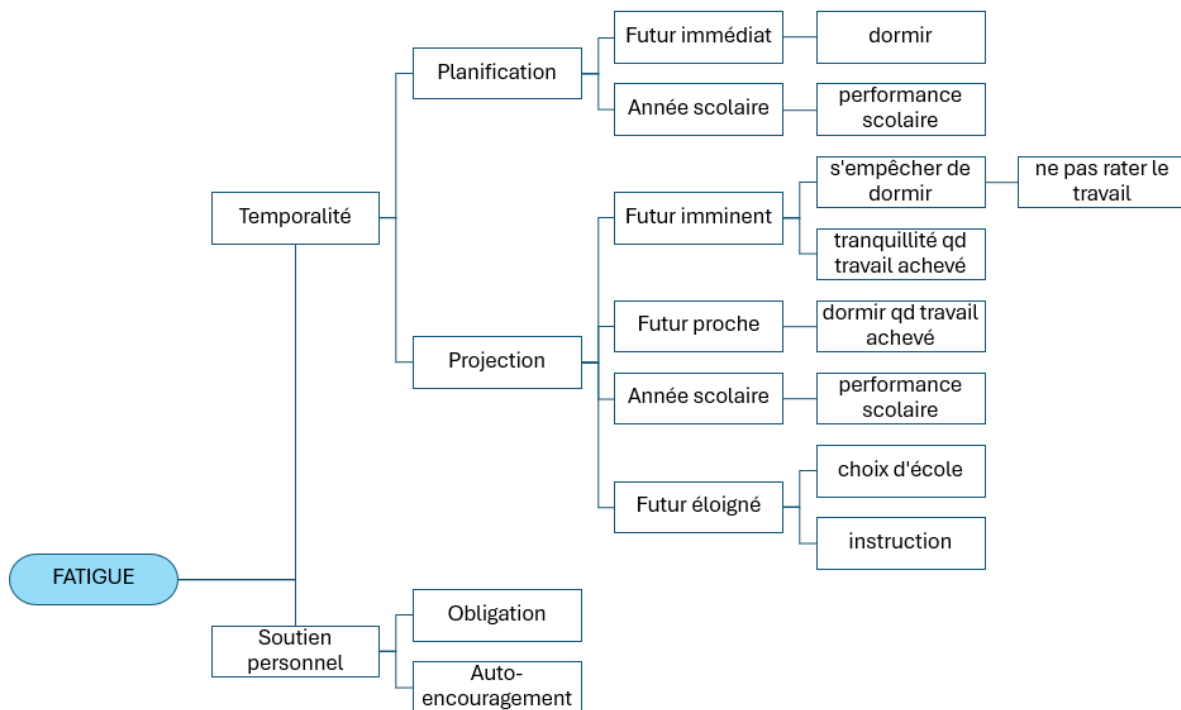 Futur immédiat
dormir
Planification
Année scolaire
performance
scolaire
s'empêcher de
dormir
ne pas rater le
travail
Temporalité
Futur imminent
tranquillité qd
travail achevé
Futur proche
dormir qd travail
achevé
Projection
Année scolaire
performance
scolaire
choix d'école
Futur éloigné
instruction
FATIGUE
Obligation
Soutien
personnel
Auto-
encouragement